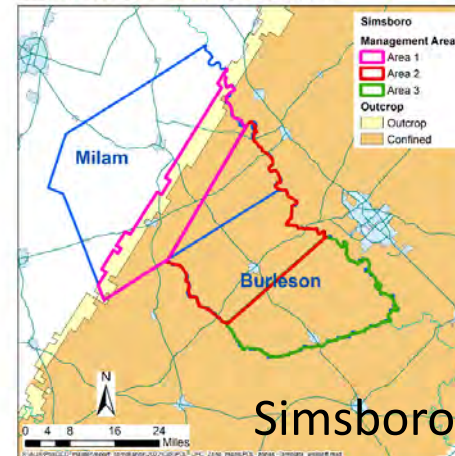 Simsboro
Management Area
Area 1
Area 2
Area 3
Outcrop
Outcrop
Confined
Milam
Burleson
N
0 4 8 16 24
Miles
Simsboro